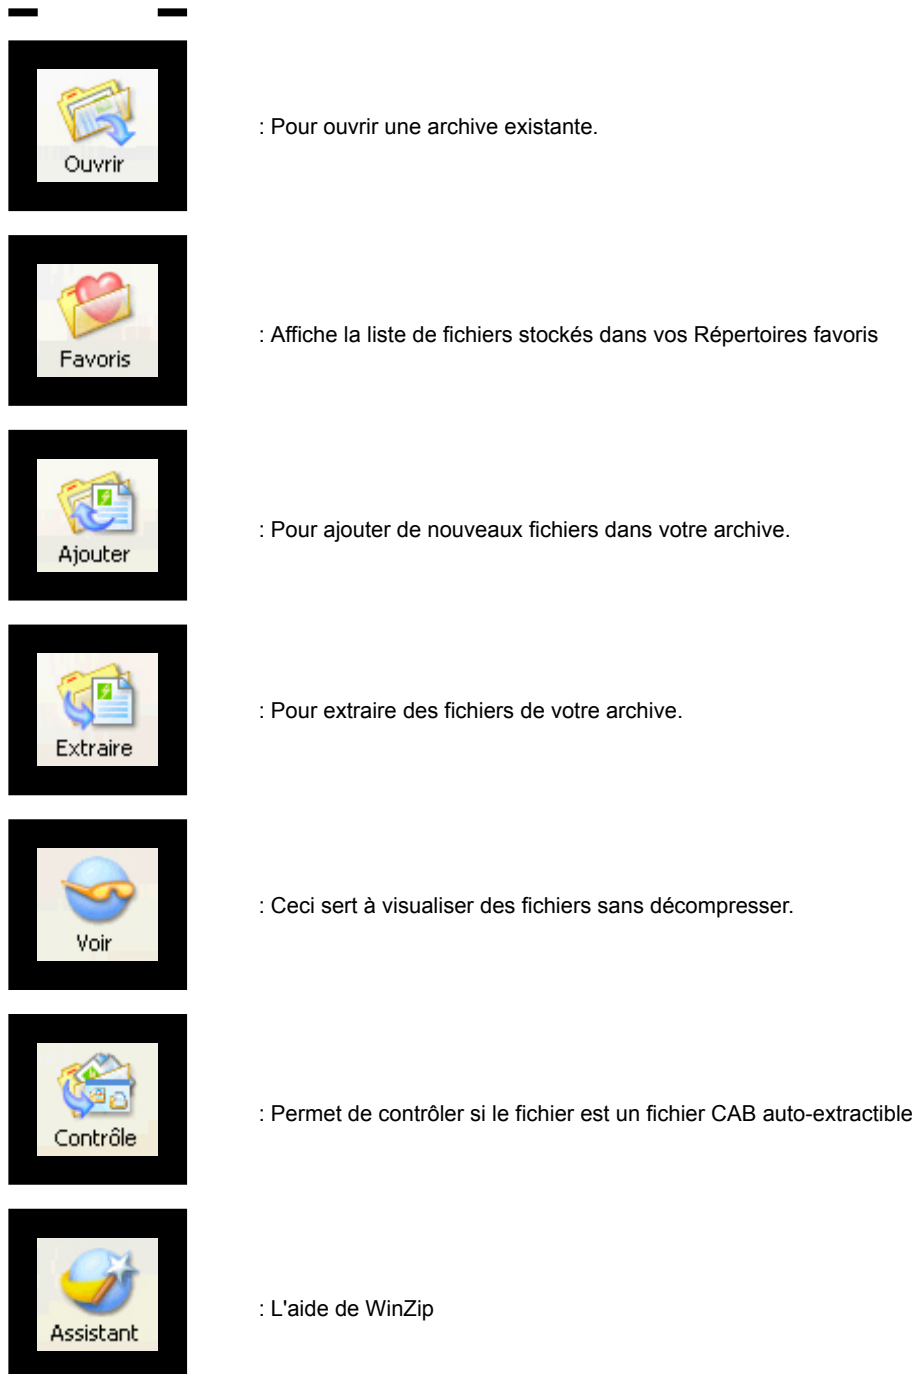 Ouvrir
: Pour ouvrir une archive existante.
Favoris
: Affiche la liste de fichiers stockés dans vos Répertoires favoris
Ajouter
: Pour ajouter de nouveaux fichiers dans votre archive.
Extraire
: Pour extraire des fichiers de votre archive.
Voir
: Ceci sert à visualiser des fichiers sans décompresser.
Contrôle
: Permet de contrôler si le fichier est un fichier CAB auto-extractible
Assistant
: L'aide de WinZip